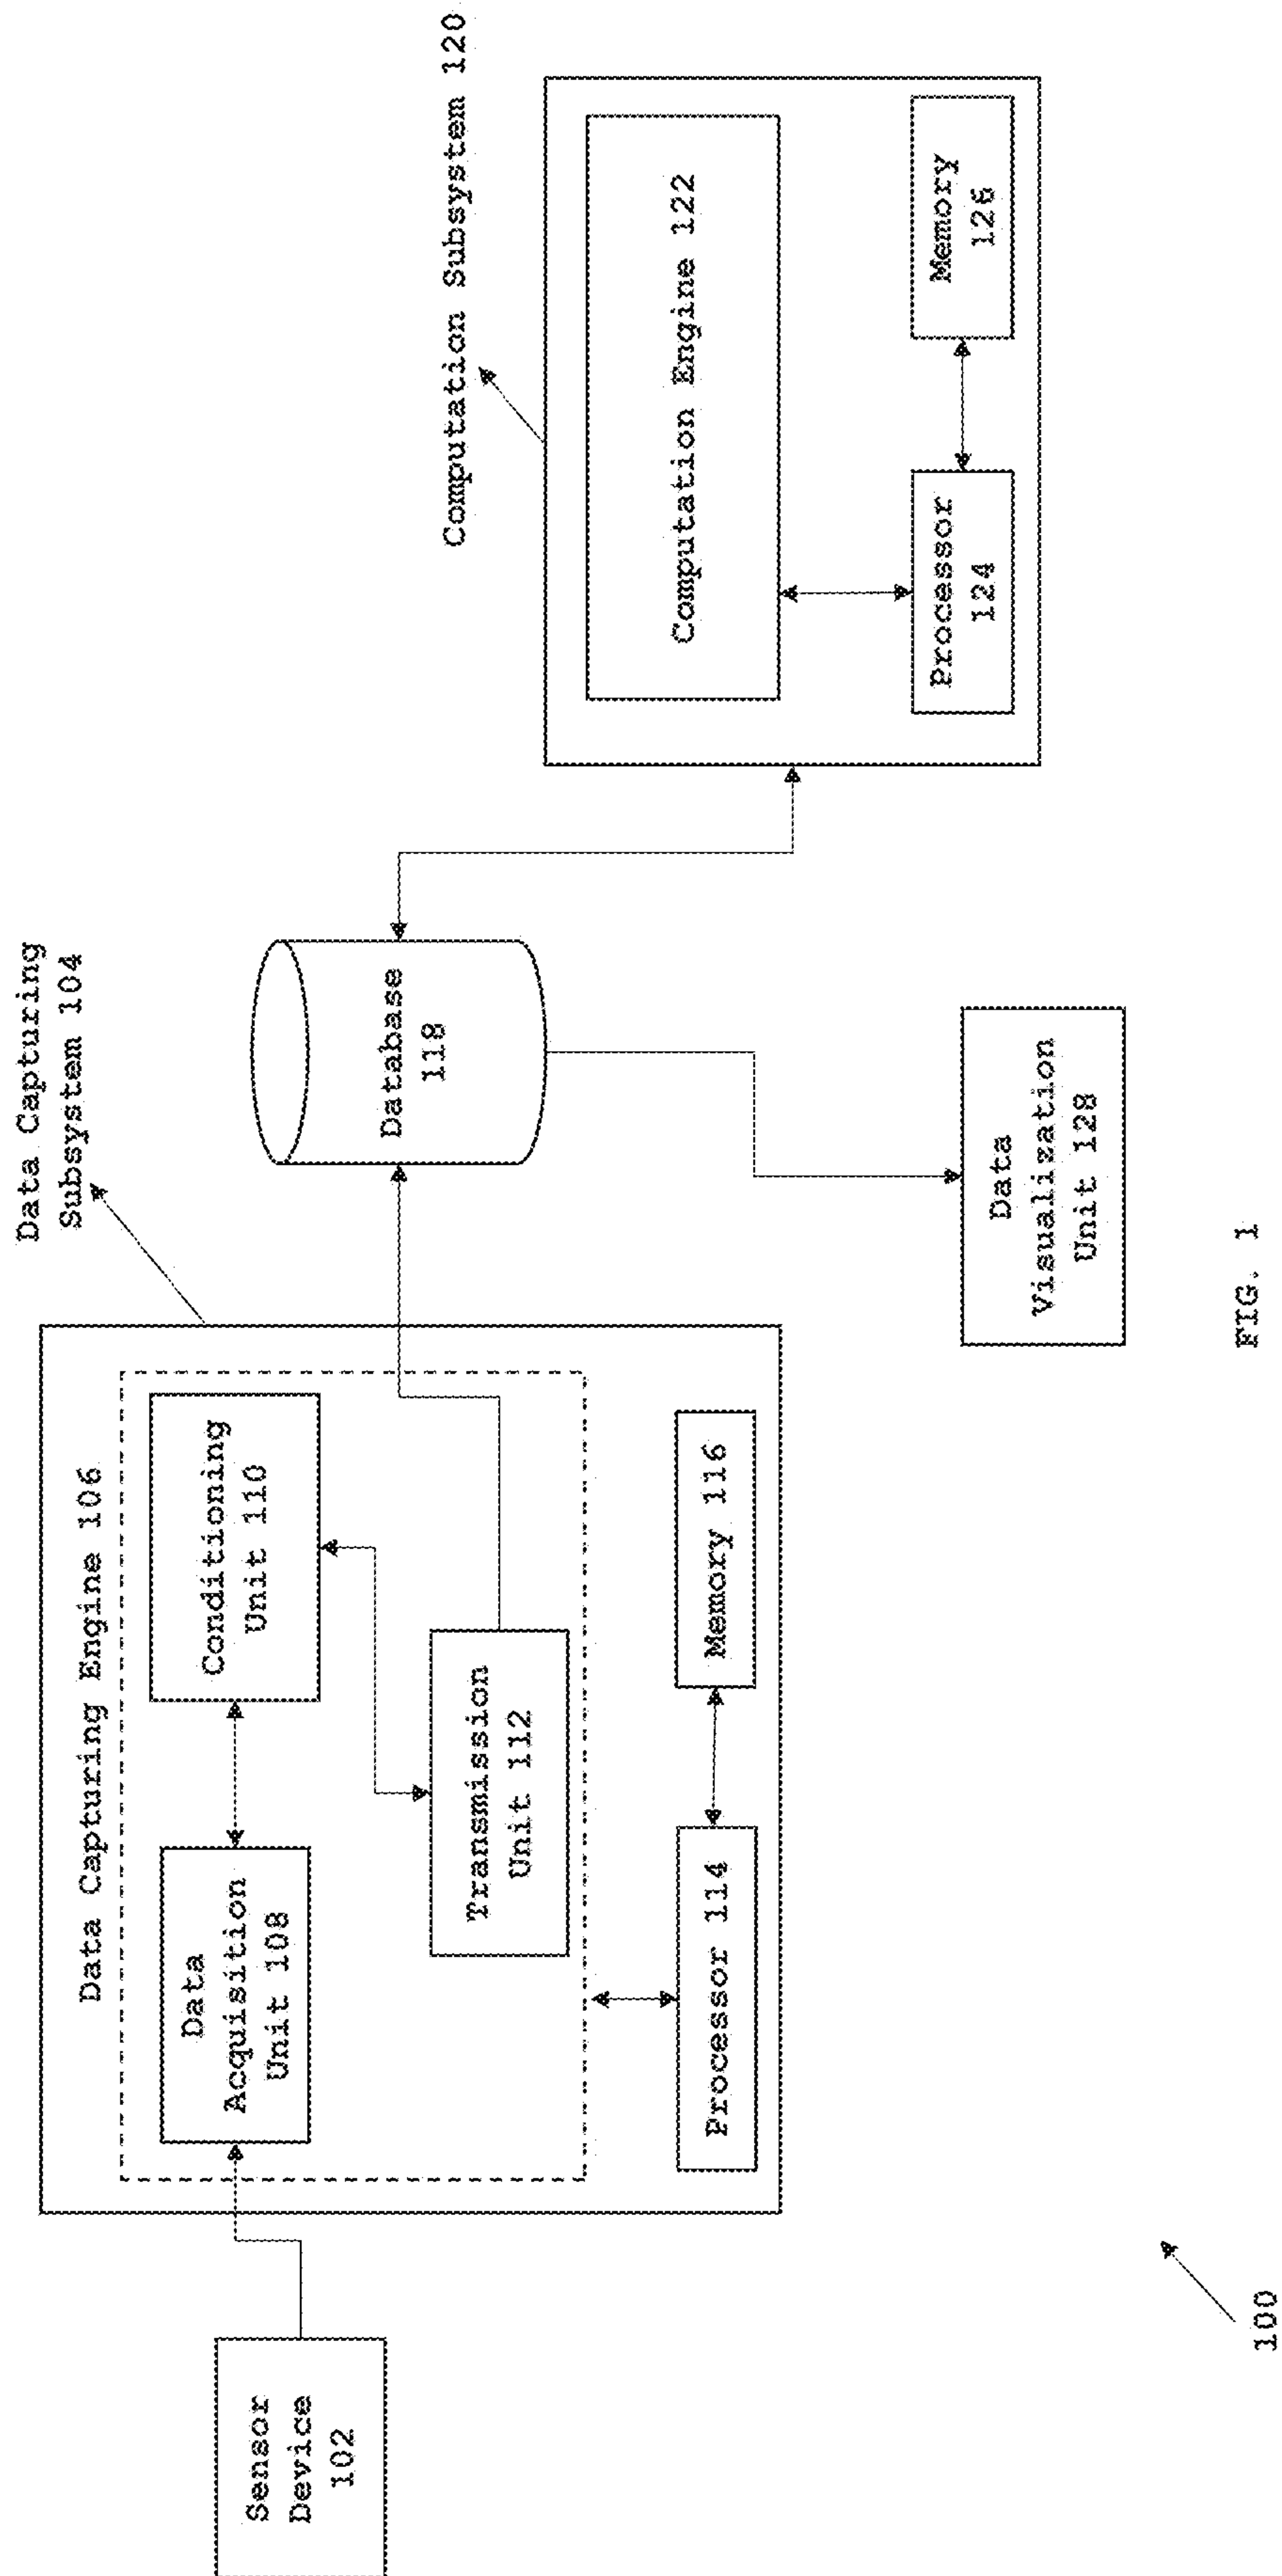 Sensor
Device
102
Data Capturing
Subsystem 104
Data Capturing Engine 106
Data
Acquisition
Unit 108
Conditioning
Unit 110
Transmission
Unit 112
Processor 114
Memory 116
Database
118
Computation Subsystem 120
Computation Engine 122
Processor
124
Memory
126
Data
Visualization
Unit 128
100
FIG. 1